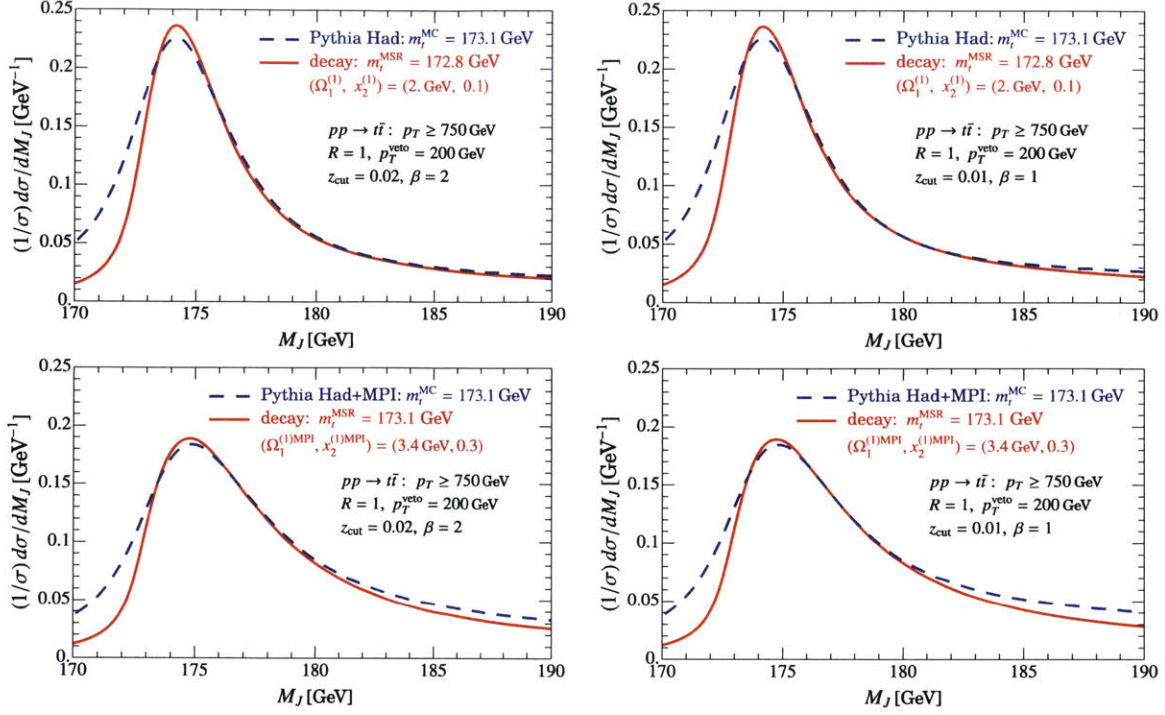 0.25
0.2
0.15
0.1
0.05
0.
170
175
180
185
190
(1/σ) dσ/dM_J [GeV⁻¹]
M_J [GeV]
Pythia Had: m_t^MC = 173.1 GeV
decay: m_t^MSR = 172.8 GeV
(Ω₁^(1), x₂^(1)) = (2. GeV, 0.1)
pp → tt̄ : p_T ≥ 750 GeV
R = 1, p_T^veto = 200 GeV
z_cut = 0.02, β = 2
0.25
0.2
0.15
0.1
0.05
0.
170
175
180
185
190
(1/σ) dσ/dM_J [GeV⁻¹]
M_J [GeV]
Pythia Had: m_t^MC = 173.1 GeV
decay: m_t^MSR = 172.8 GeV
(Ω₁^(1), x₂^(1)) = (2. GeV, 0.1)
pp → tt̄ : p_T ≥ 750 GeV
R = 1, p_T^veto = 200 GeV
z_cut = 0.01, β = 1
0.25
0.2
0.15
0.1
0.05
0.
170
175
180
185
190
(1/σ) dσ/dM_J [GeV⁻¹]
M_J [GeV]
Pythia Had+MPI: m_t^MC = 173.1 GeV
decay: m_t^MSR = 173.1 GeV
(Ω₁^(1)MPI, x₂^(1)MPI) = (3.4 GeV, 0.3)
pp → tt̄ : p_T ≥ 750 GeV
R = 1, p_T^veto = 200 GeV
z_cut = 0.02, β = 2
0.25
0.2
0.15
0.1
0.05
0.
170
175
180
185
190
(1/σ) dσ/dM_J [GeV⁻¹]
M_J [GeV]
Pythia Had+MPI: m_t^MC = 173.1 GeV
decay: m_t^MSR = 173.1 GeV
(Ω₁^(1)MPI, x₂^(1)MPI) = (3.4 GeV, 0.3)
pp → tt̄ : p_T ≥ 750 GeV
R = 1, p_T^veto = 200 GeV
z_cut = 0.01, β = 1